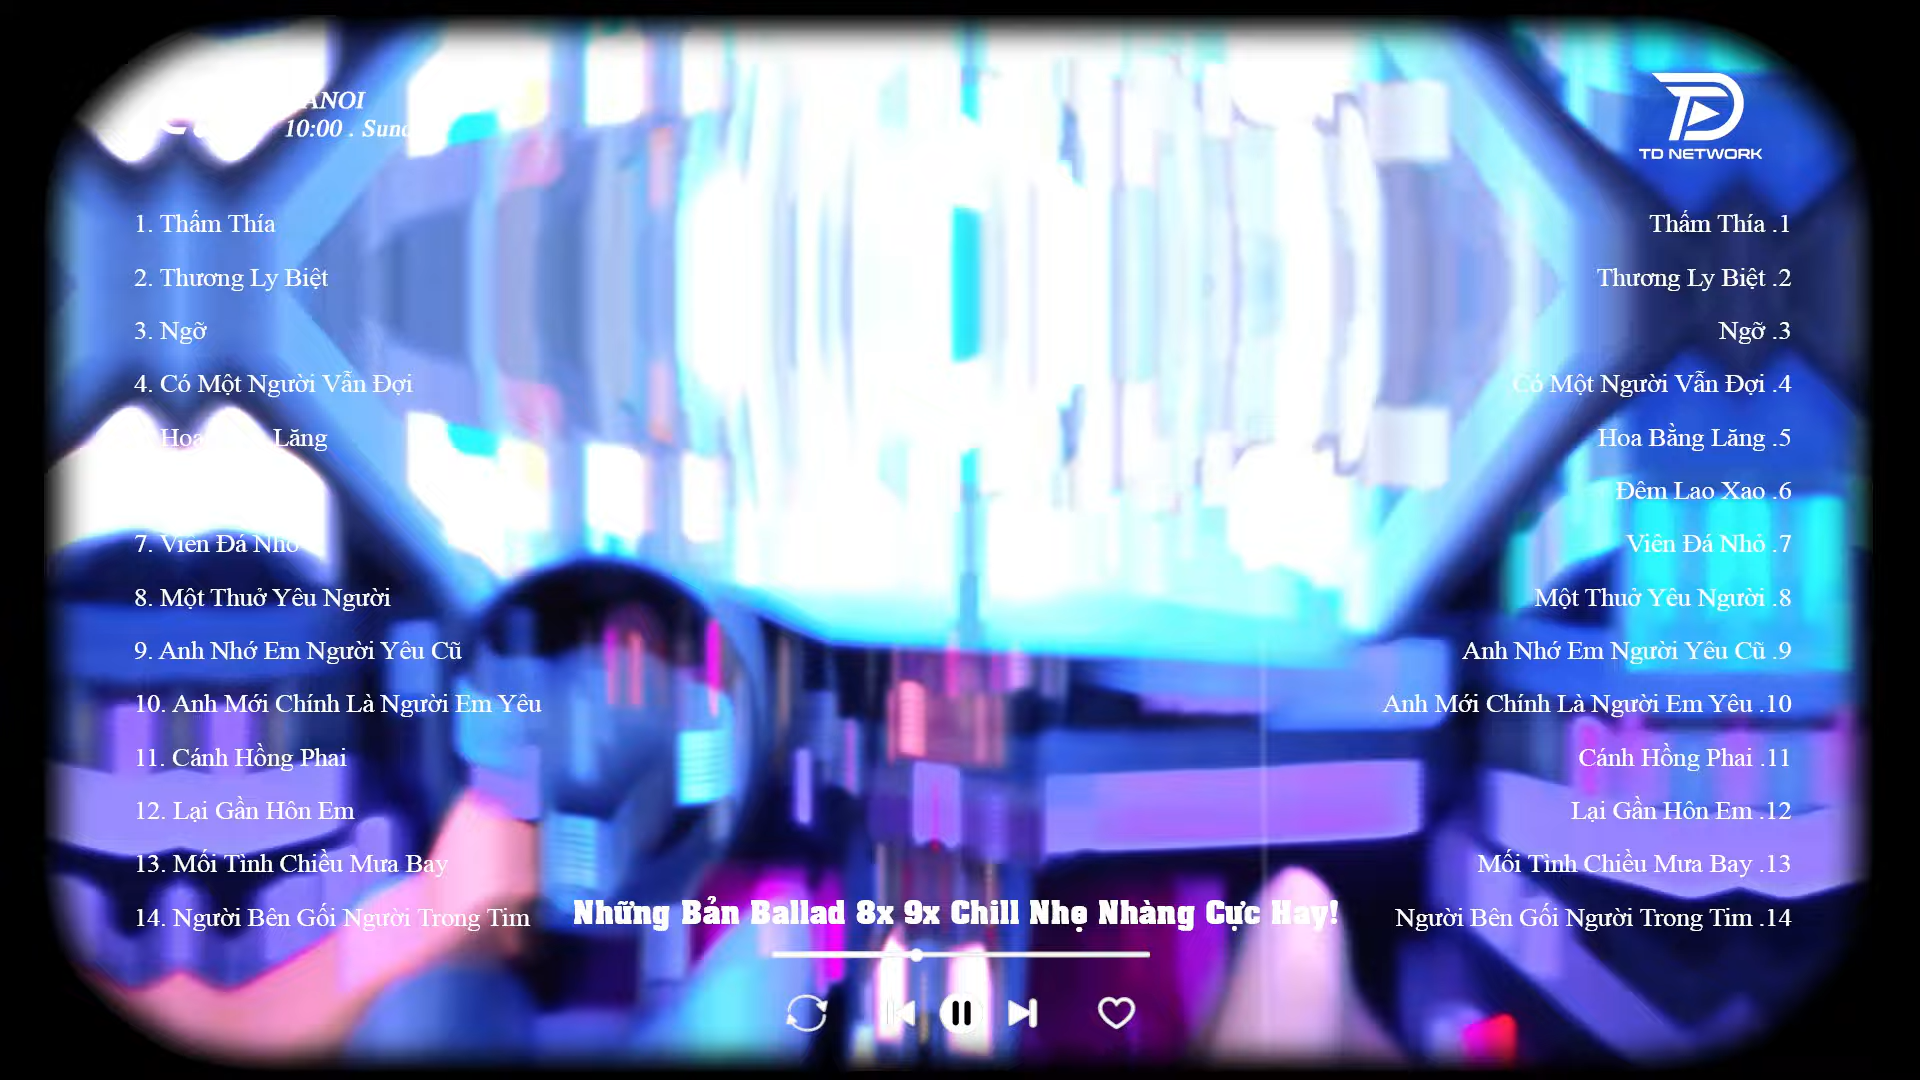 ANOI
10:00 . Sund
TD NETWORK
1. Thấm Thía
2. Thương Ly Biệt
3. Ngỡ
4. Có Một Người Vẫn Đợi
Hoa Lăng
7. Viên Đá Nhỏ
8. Một Thuở Yêu Người
9. Anh Nhớ Em Người Yêu Cũ
10. Anh Mới Chính Là Người Em Yêu
11. Cánh Hồng Phai
12. Lại Gần Hôn Em
13. Mối Tình Chiều Mưa Bay
14. Người Bên Gối Người Trong Tim
Thấm Thía .1
Thương Ly Biệt .2
Ngỡ .3
Có Một Người Vẫn Đợi .4
Hoa Bằng Lăng .5
Đêm Lao Xao .6
Viên Đá Nhỏ .7
Một Thuở Yêu Người .8
Anh Nhớ Em Người Yêu Cũ .9
Anh Mới Chính Là Người Em Yêu .10
Cánh Hồng Phai .11
Lại Gần Hôn Em .12
Mối Tình Chiều Mưa Bay .13
Người Bên Gối Người Trong Tim .14
Những Bản Ballad 8x 9x Chill Nhẹ Nhàng Cực Hay!